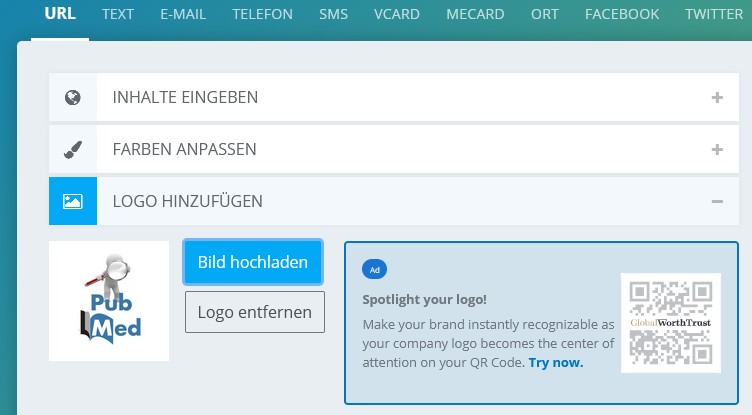 URL TEXT E-MAIL TELEFON SMS VCARD MECARD ORT FACEBOOK TWITTER
INHALTE EINGEBEN
FARBEN ANPASSEN
LOGO HINZUFÜGEN
Pub
Med
Bild hochladen
Logo entfernen
Ad
Spotlight your logo!
Make your brand instantly recognizable as
your company logo becomes the center of
attention on your QR Code. Try now.
GlobalWorthTrust